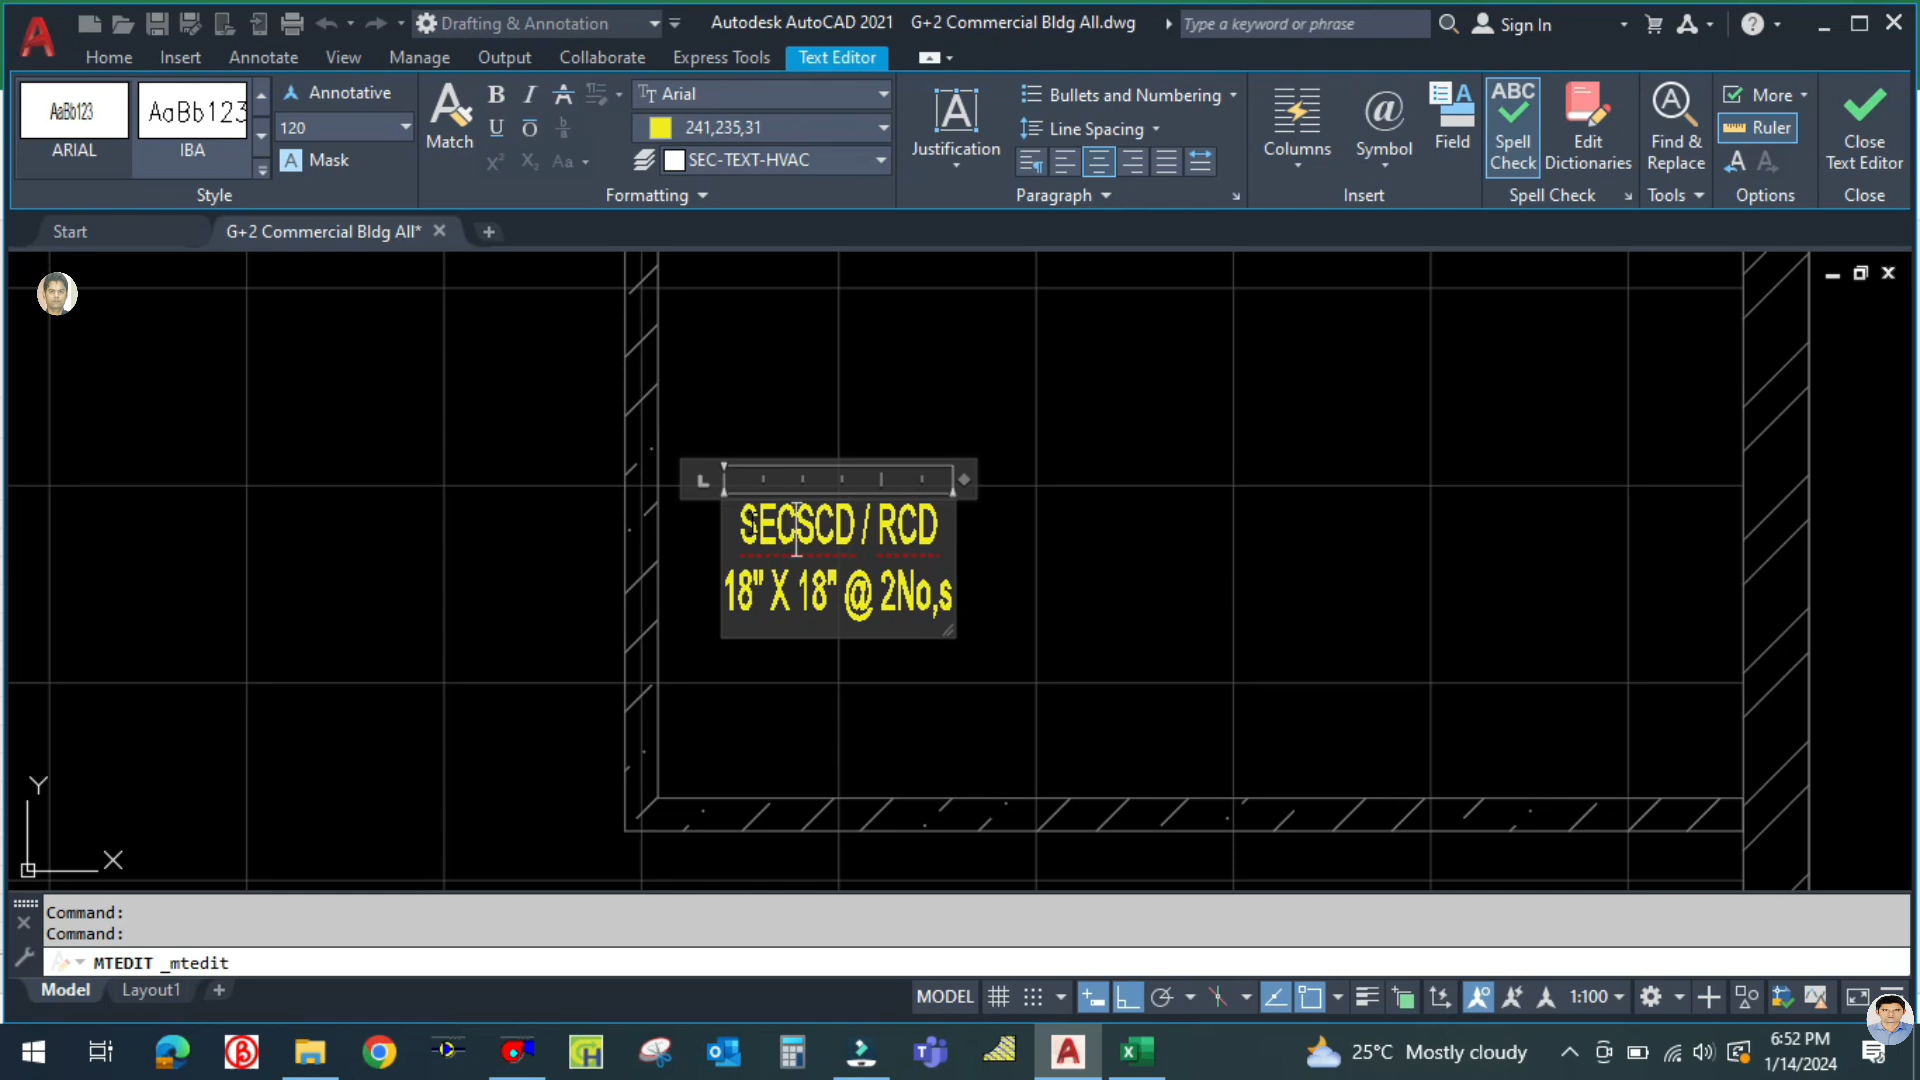 Drafting & Annotation
Autodesk AutoCAD 2021 G+2 Commercial Bldg All.dwg
Type a keyword or phrase
Sign In
Home Insert Annotate View Manage Output Collaborate Express Tools Text Editor
AaBb123
ARIAL
AaBb123
IBA
Annotative
120
Mask
Style
Match
Arial
241,235,31
SEC-TEXT-HVAC
Formatting
Justification
Bullets and Numbering
Line Spacing
Paragraph
Columns
Symbol
Field
Insert
ABC
Spell Check
Edit Dictionaries
Spell Check
Find & Replace
Tools
More
Ruler
Options
Close Text Editor
Close
Start
G+2 Commercial Bldg All*
SECSCD / RCD
18" X 18" @ 2No,s
Y
X
Command:
Command:
MTEDIT _mtedit
Model Layout1 +
MODEL
1:100
25°C Mostly cloudy
6:52 PM
1/14/2024